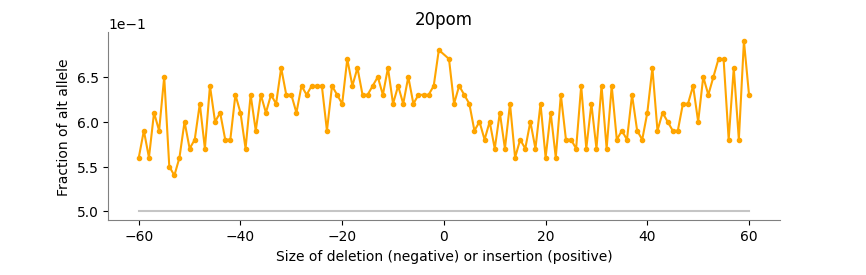 20pom
1e−1
6.5
6.0
5.5
5.0
Fraction of alt allele
−60 −40 −20 0 20 40 60
Size of deletion (negative) or insertion (positive)